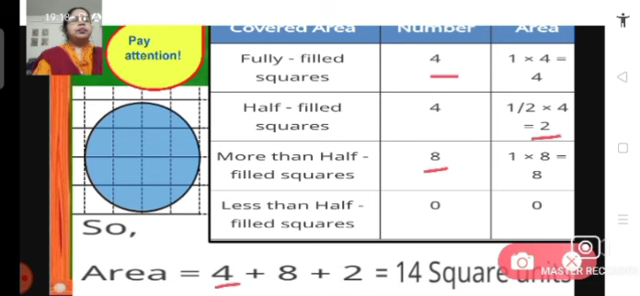 19:18
Pay
attention!
Covered Area Number Area
Fully - filled squares 4 1 × 4 = 4
Half - filled squares 4 1/2 × 4 = 2
More than Half - filled squares 8 1 × 8 = 8
Less than Half - filled squares 0 0
So,
Area = 4 + 8 + 2 = 14 Square units
MASTER REC